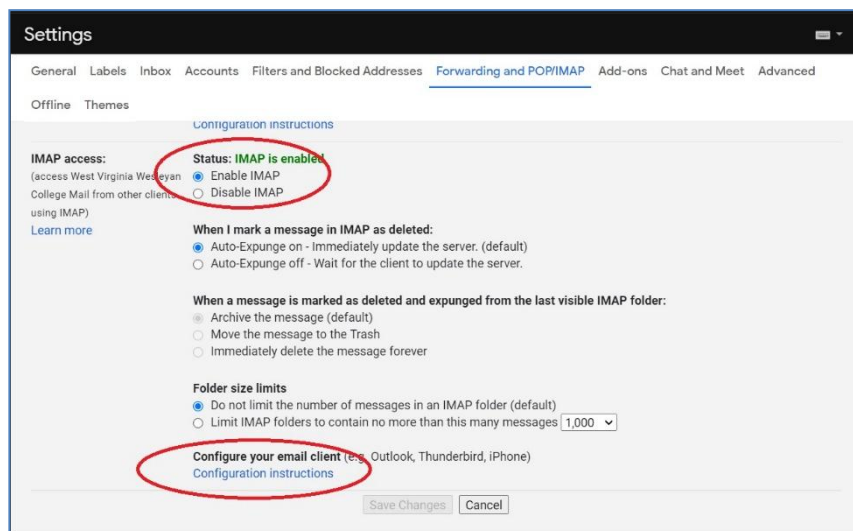 Settings
General Labels Inbox Accounts Filters and Blocked Addresses Forwarding and POP/IMAP Add-ons Chat and Meet Advanced
Offline Themes
Configuration instructions
IMAP access:
(access West Virginia Wesleyan
College Mail from other clients
using IMAP)
Learn more
Status: IMAP is enabled
Enable IMAP
Disable IMAP
When I mark a message in IMAP as deleted:
Auto-Expunge on - Immediately update the server. (default)
Auto-Expunge off - Wait for the client to update the server.
When a message is marked as deleted and expunged from the last visible IMAP folder:
Archive the message (default)
Move the message to the Trash
Immediately delete the message forever
Folder size limits
Do not limit the number of messages in an IMAP folder (default)
Limit IMAP folders to contain no more than this many messages 1,000
Configure your email client (e.g. Outlook, Thunderbird, iPhone)
Configuration instructions
Save Changes Cancel